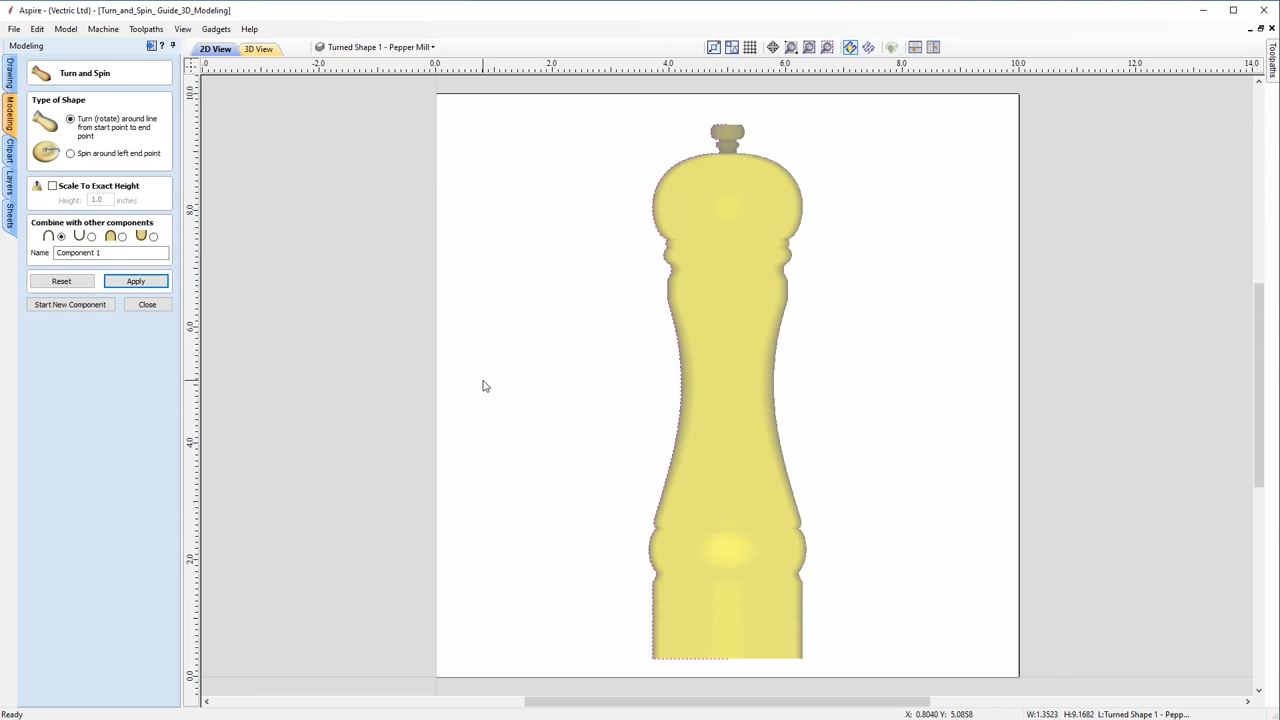 Aspire - {Vectric Ltd} - [Turn_and_Spin_ Guide_3D_Modeling]
File Edit Model Machine Toolpaths View Gadgets Help
Modeling
2D View 3D View Turned Shape 1 - Pepper Mill
Turn and Spin
Type of Shape
Turn (rotate) around line
from start point to end
point
Spin around left end point
Scale To Exact Height
Height: 1.0 inches
Combine with other components
Name Component 1
Reset Apply
Start New Component Close
Drawing
Modeling
Clipart
Layers
Sheets
Toolpaths
-2.0 0.0 2.0 4.0 6.0 8.0 10.0 12.0 14.0
10.0
8.0
6.0
4.0
2.0
0.0
Ready X: 0.8040 Y: 5.0858 W:1.3523 H:9.1682 L:Turned Shape 1 - Pepp...